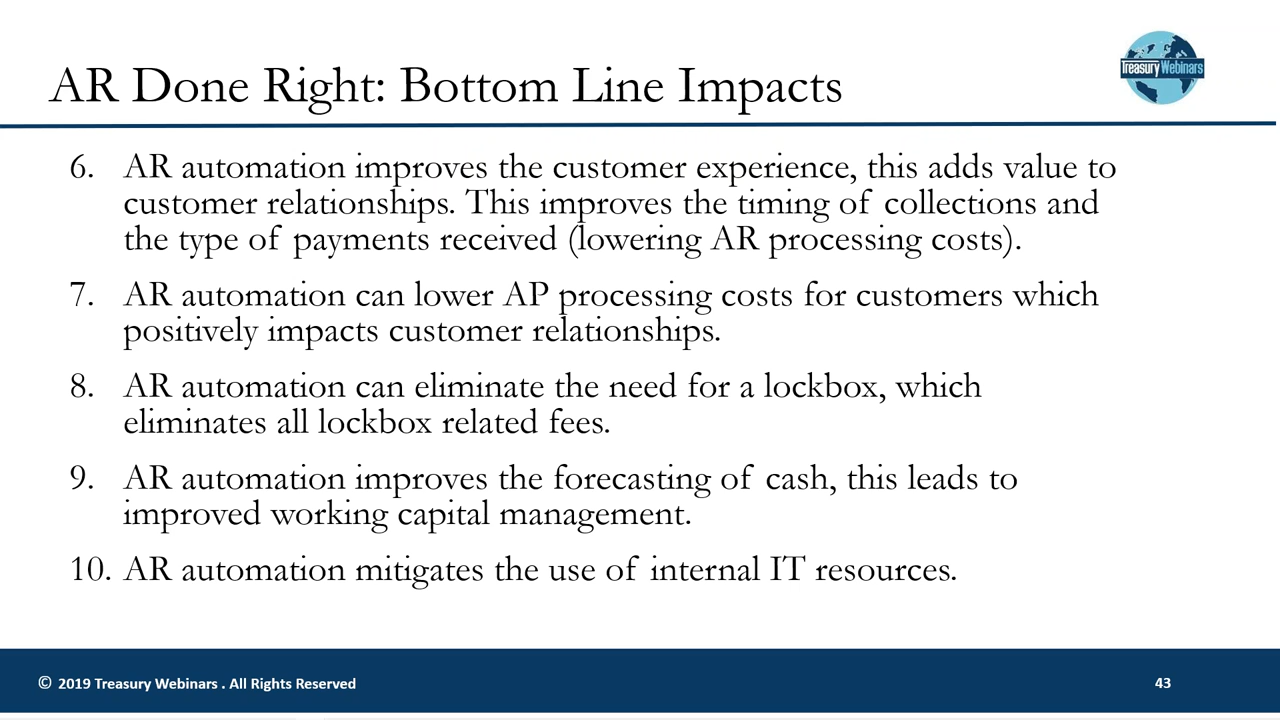 AR Done Right: Bottom Line Impacts
Treasury Webinars
6. AR automation improves the customer experience, this adds value to
customer relationships. This improves the timing of collections and
the type of payments received (lowering AR processing costs).
7. AR automation can lower AP processing costs for customers which
positively impacts customer relationships.
8. AR automation can eliminate the need for a lockbox, which
eliminates all lockbox related fees.
9. AR automation improves the forecasting of cash, this leads to
improved working capital management.
10. AR automation mitigates the use of internal IT resources.
© 2019 Treasury Webinars . All Rights Reserved
43